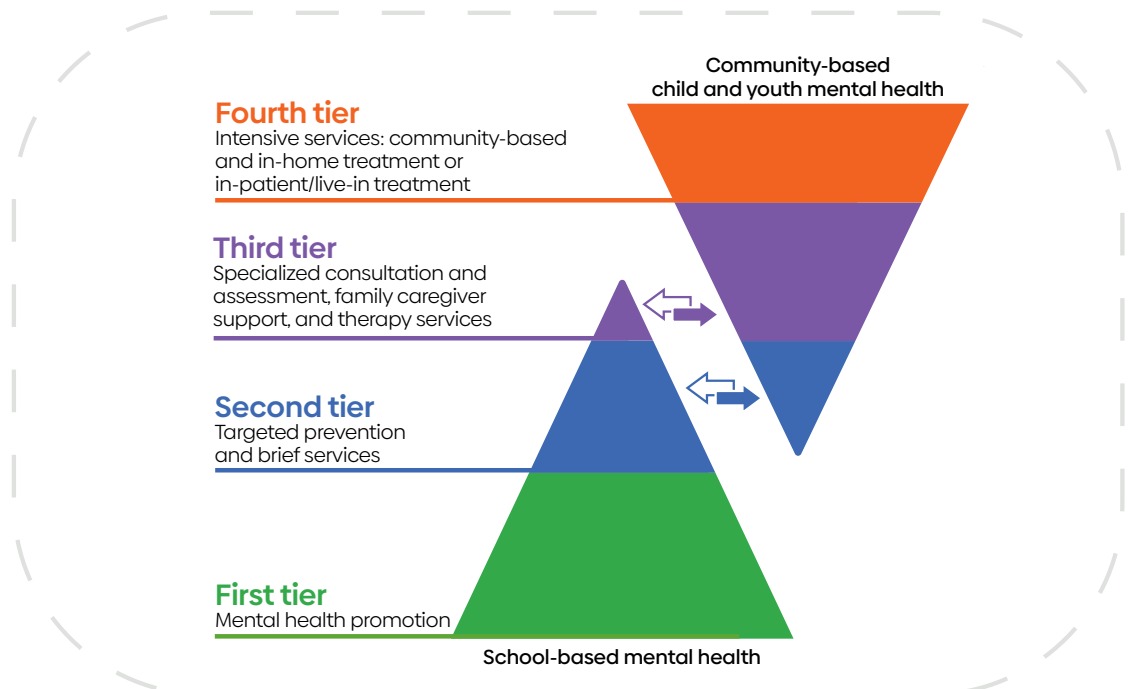 Community-based
child and youth mental health
Fourth tier
Intensive services: community-based
and in-home treatment or
in-patient/live-in treatment
Third tier
Specialized consultation and
assessment, family caregiver
support, and therapy services
Second tier
Targeted prevention
and brief services
First tier
Mental health promotion
School-based mental health